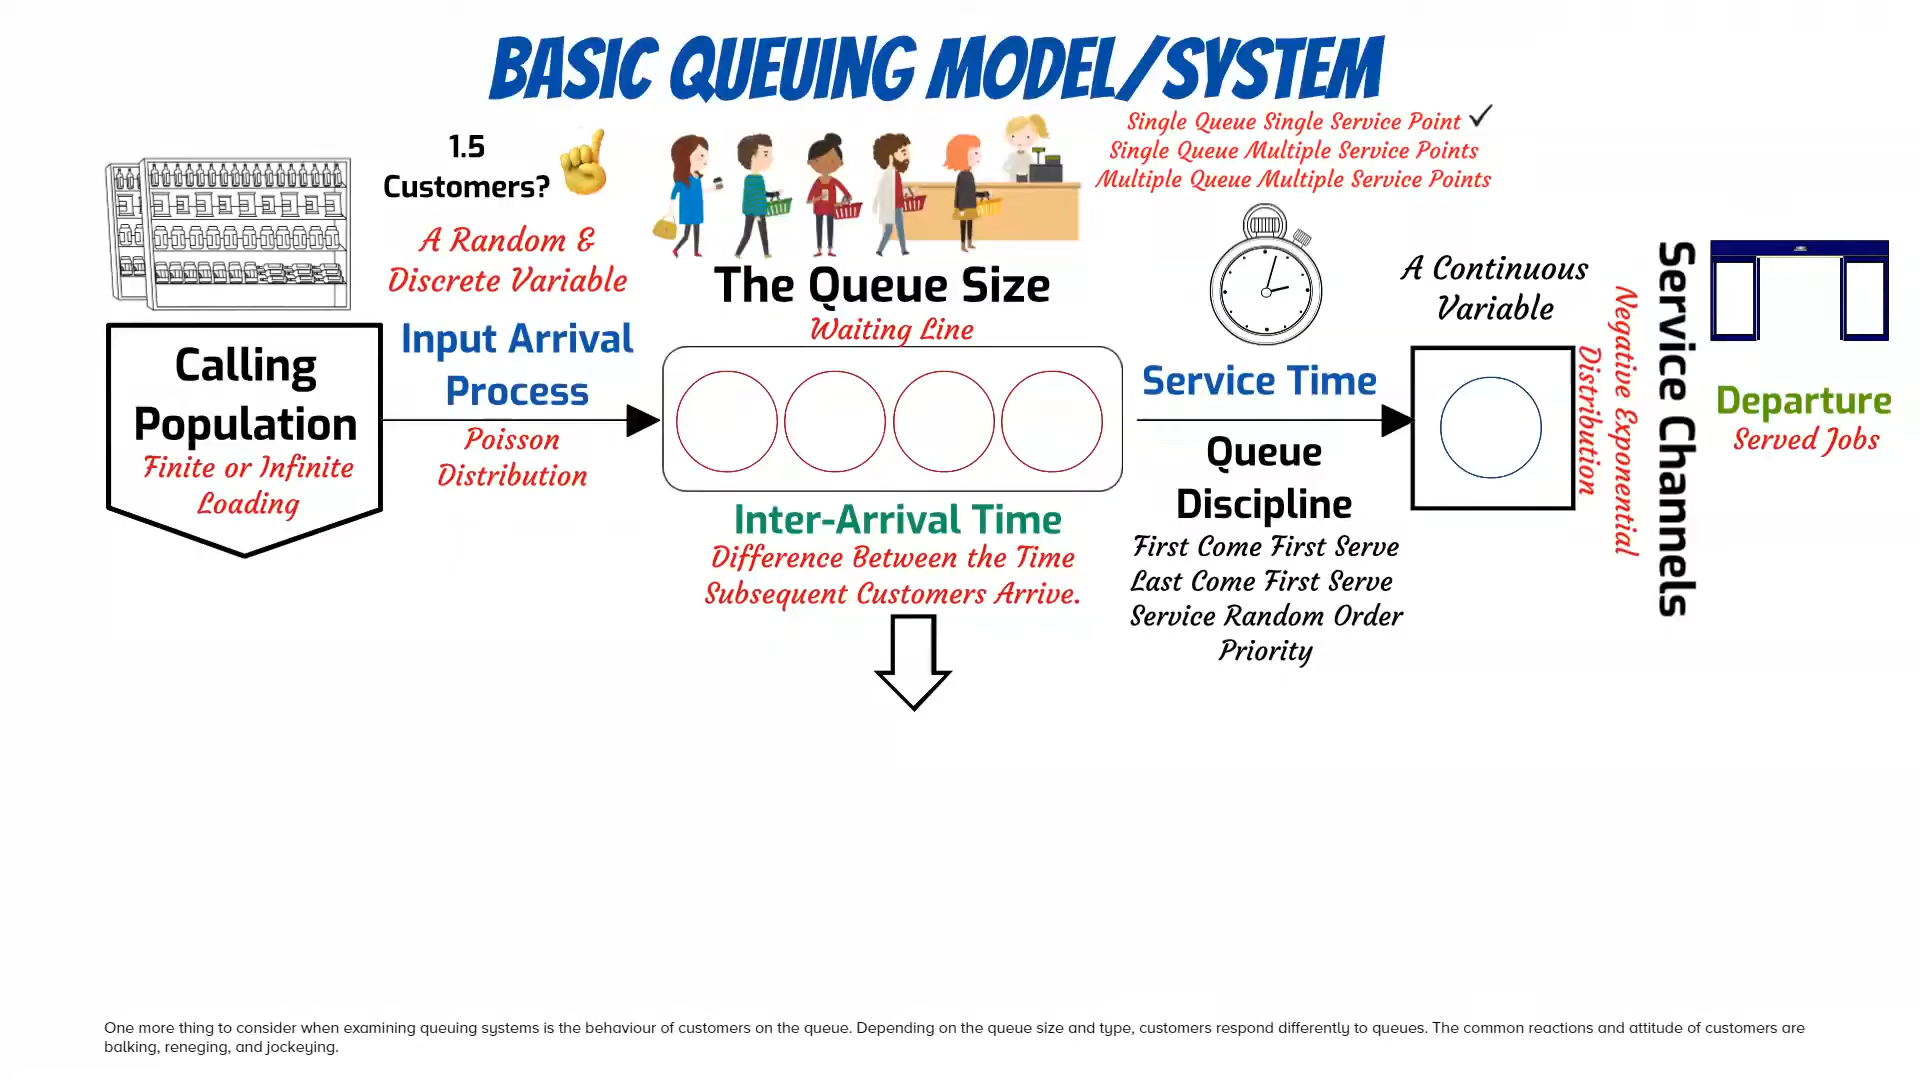 BASIC QUEUING MODEL/SYSTEM
Single Queue Single Service Point ✓
Single Queue Multiple Service Points
Multiple Queue Multiple Service Points
1.5
Customers?
A Random &
Discrete Variable
Input Arrival
Process
Poisson
Distribution
Calling
Population
Finite or Infinite
Loading
The Queue Size
Waiting Line
Inter-Arrival Time
Difference Between the Time
Subsequent Customers Arrive.
Service Time
Queue
Discipline
First Come First Serve
Last Come First Serve
Service Random Order
Priority
A Continuous
Variable
Negative Exponential
Distribution
Service Channels
Departure
Served Jobs
One more thing to consider when examining queuing systems is the behaviour of customers on the queue. Depending on the queue size and type, customers respond differently to queues. The common reactions and attitude of customers are
balking, reneging, and jockeying.